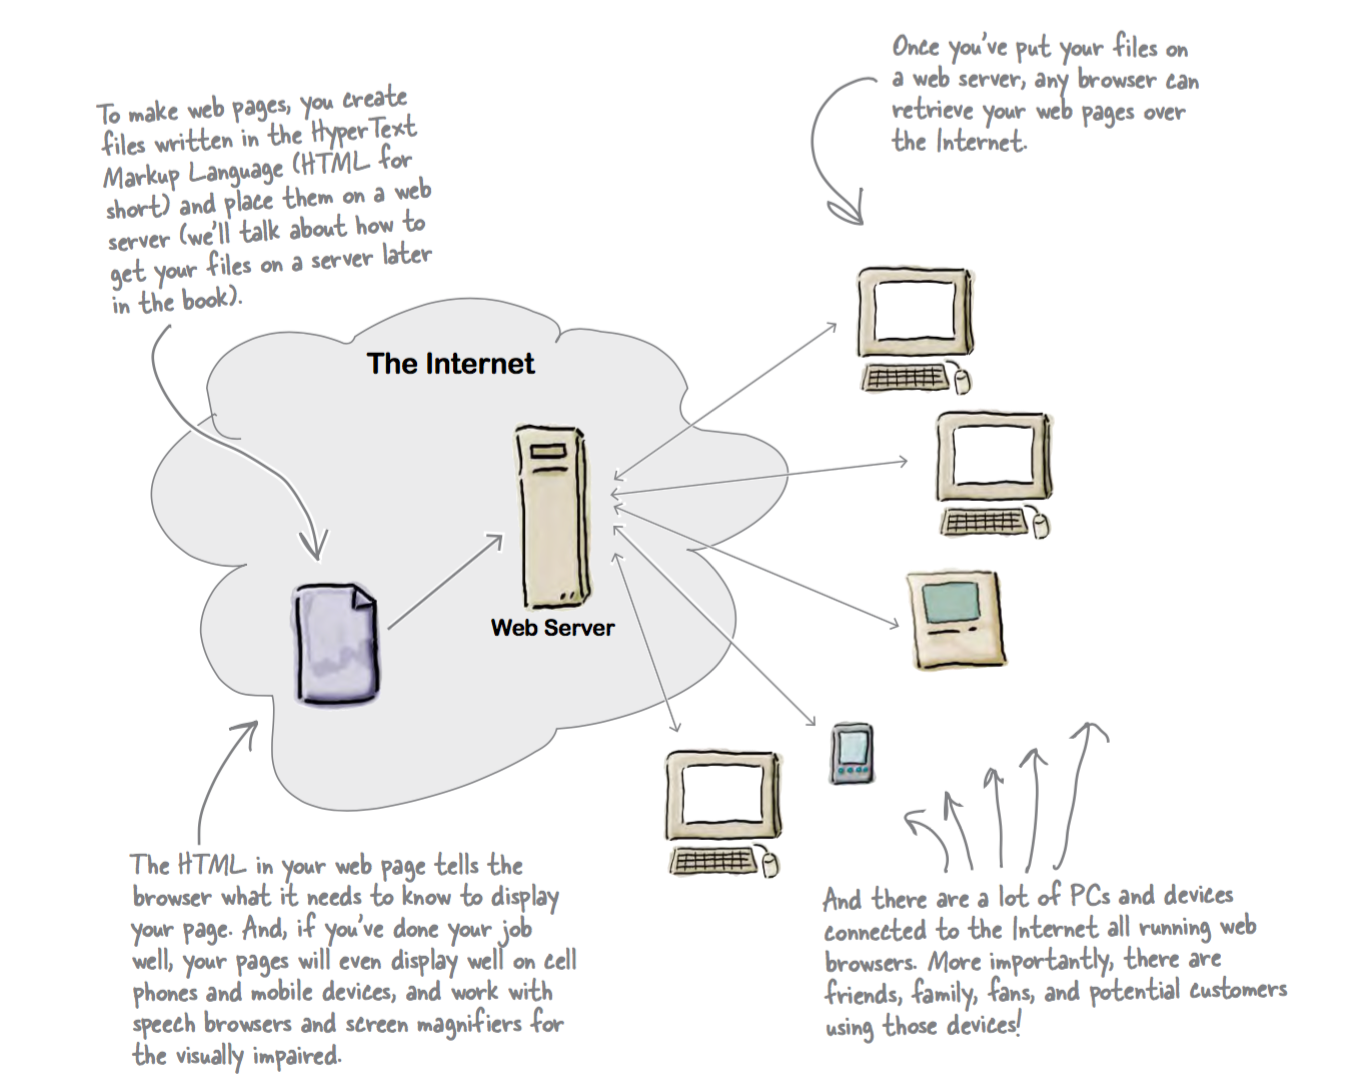 To make web pages, you create
files written in the HyperText
Markup Language (HTML for
short) and place them on a web
server (we'll talk about how to
get your files on a server later
in the book).
Once you've put your files on
a web server, any browser can
retrieve your web pages over
the Internet.
The Internet
Web Server
The HTML in your web page tells the
browser what it needs to know to display
your page. And, if you've done your job
well, your pages will even display well on cell
phones and mobile devices, and work with
speech browsers and screen magnifiers for
the visually impaired.
And there are a lot of PCs and devices
connected to the Internet all running web
browsers. More importantly, there are
friends, family, fans, and potential customers
using those devices!